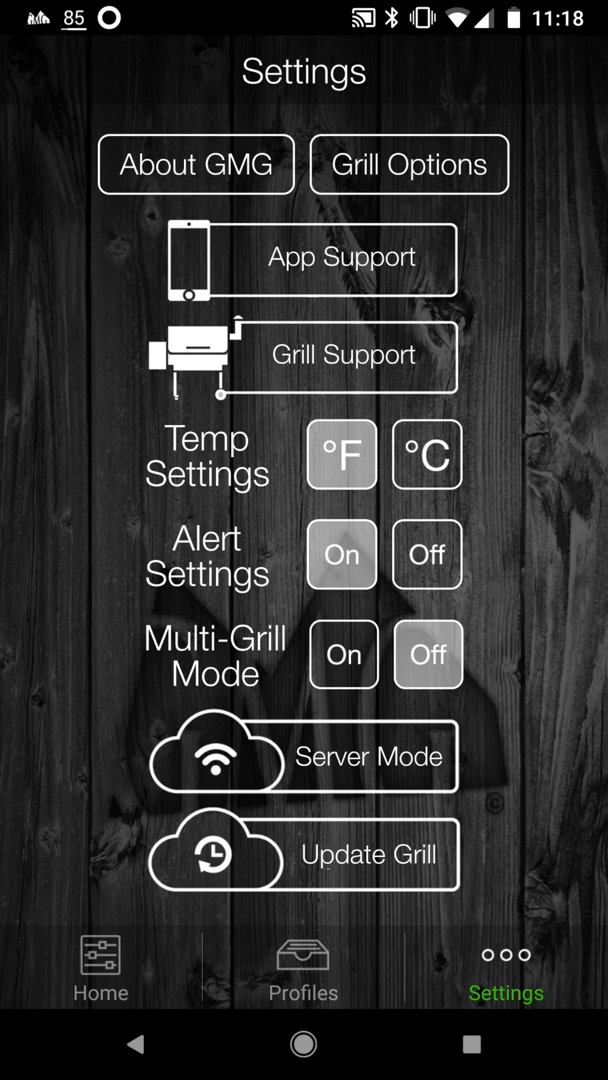 85
11:18
Settings
About GMG
Grill Options
App Support
Grill Support
Temp
Settings
°F
°C
Alert
Settings
On
Off
Multi-Grill
Mode
On
Off
Server Mode
©
Update Grill
Home
Profiles
Settings